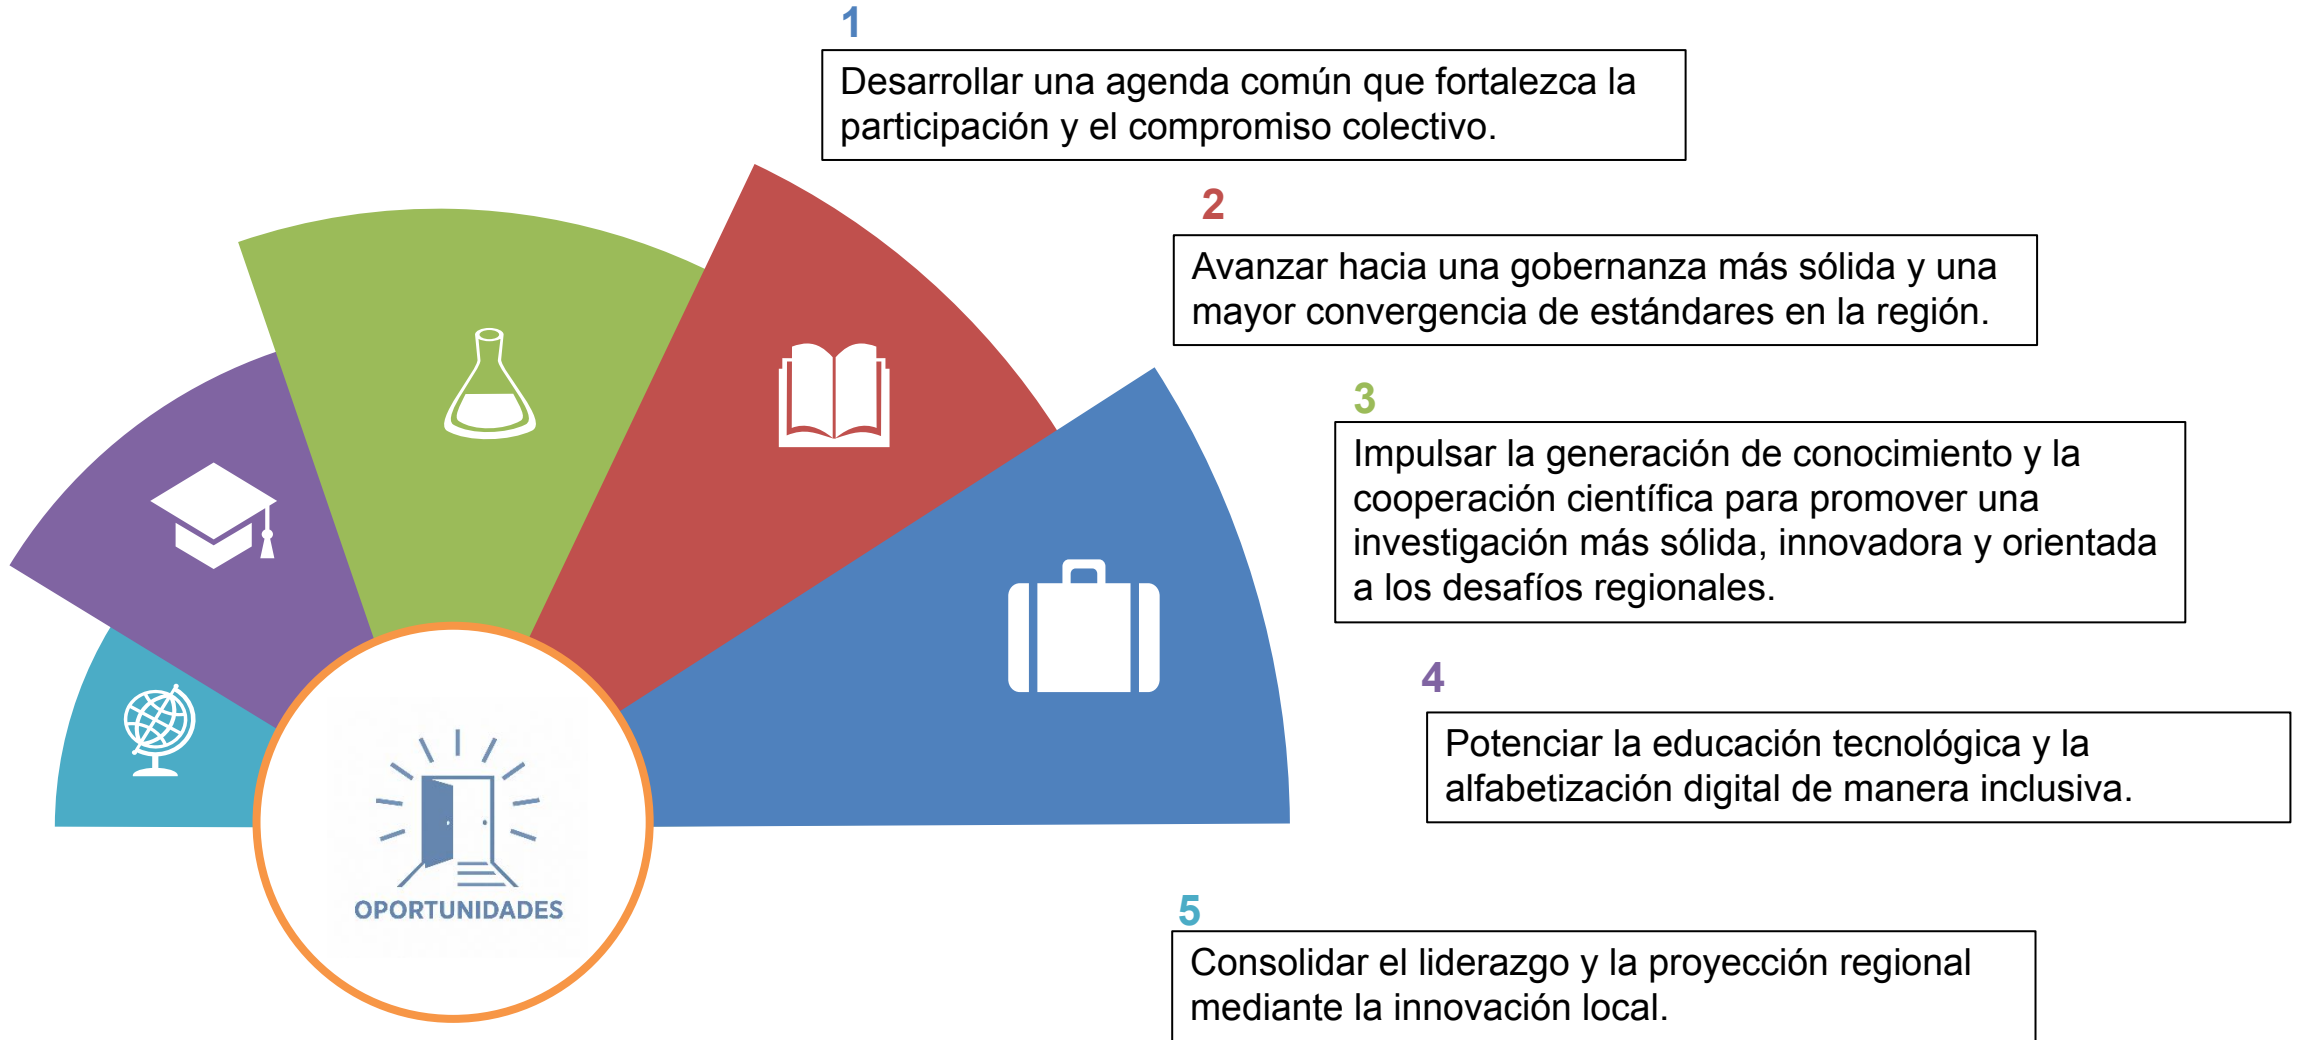 1
Desarrollar una agenda común que fortalezca la
participación y el compromiso colectivo.
2
Avanzar hacia una gobernanza más sólida y una
mayor convergencia de estándares en la región.
3
Impulsar la generación de conocimiento y la
cooperación científica para promover una
investigación más sólida, innovadora y orientada
a los desafíos regionales.
4
Potenciar la educación tecnológica y la
alfabetización digital de manera inclusiva.
OPORTUNIDADES
5
Consolidar el liderazgo y la proyección regional
mediante la innovación local.